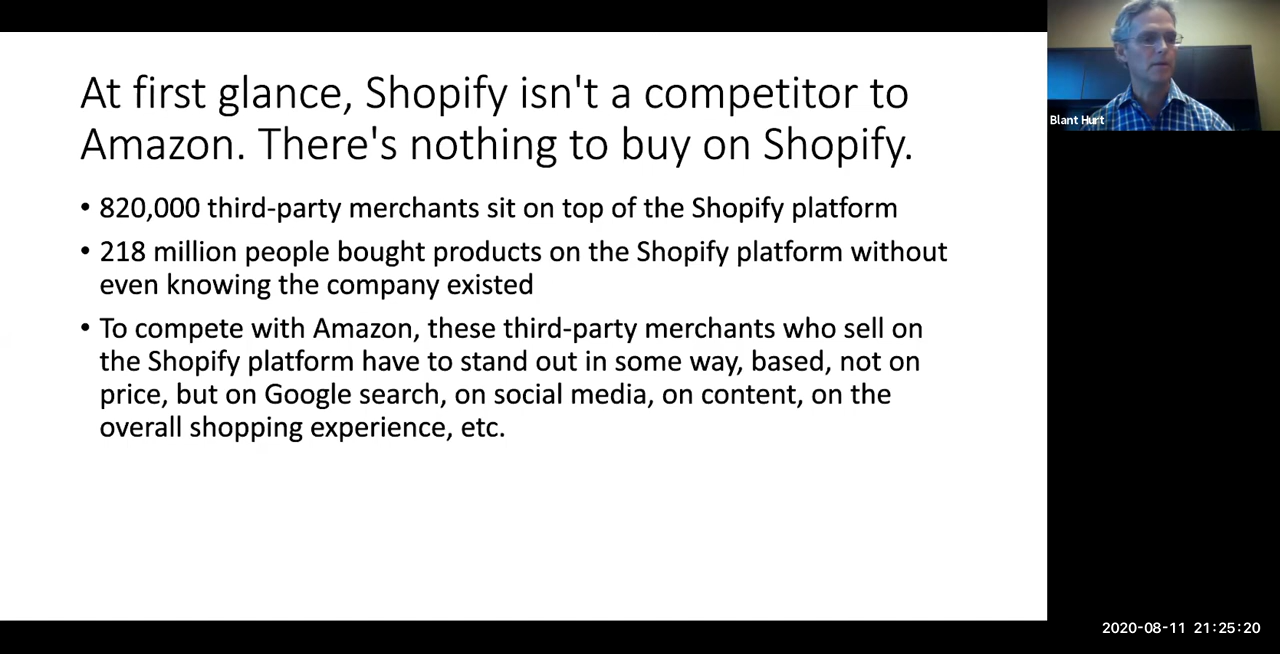 At first glance, Shopify isn't a competitor to
Amazon. There's nothing to buy on Shopify.
• 820,000 third-party merchants sit on top of the Shopify platform
• 218 million people bought products on the Shopify platform without
even knowing the company existed
• To compete with Amazon, these third-party merchants who sell on
the Shopify platform have to stand out in some way, based, not on
price, but on Google search, on social media, on content, on the
overall shopping experience, etc.
Blant Hurt
2020-08-11 21:25:20